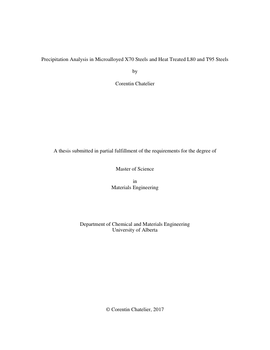 Precipitation Analysis in Microalloyed X70 Steels and Heat Treated L80 and T95 Steels
by
Corentin Chatelier
A thesis submitted in partial fulfillment of the requirements for the degree of
Master of Science
in
Materials Engineering
Department of Chemical and Materials Engineering
University of Alberta
© Corentin Chatelier, 2017